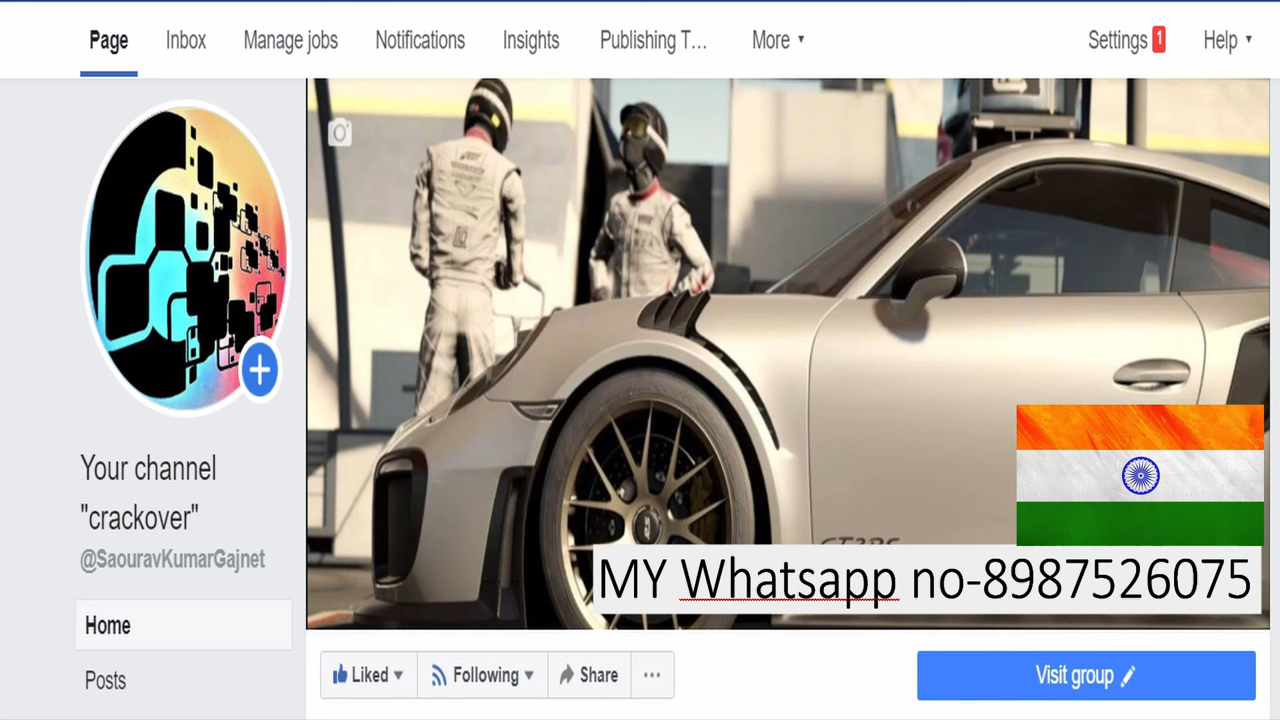 Page Inbox Manage jobs Notifications Insights Publishing T... More Settings 1 Help
Your channel
"crackover"
@SaouravKumarGajnet
Home
Posts
MY Whatsapp no-8987526075
Liked Following Share ... Visit group